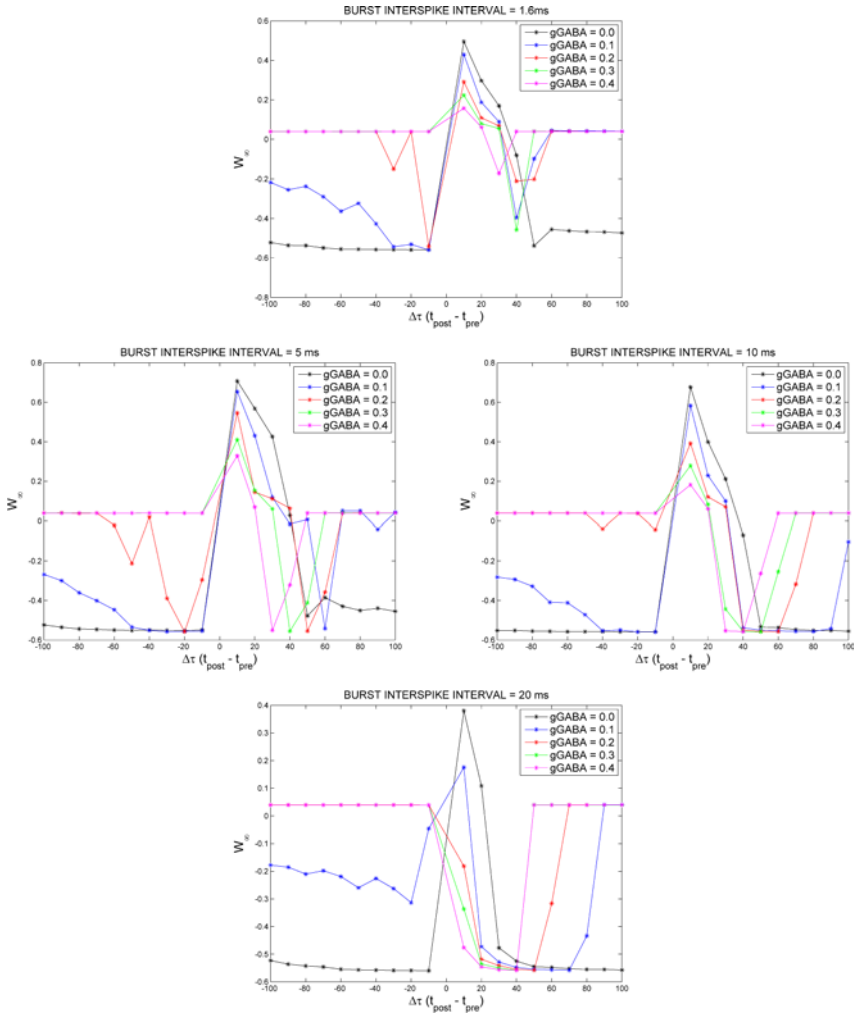 BURST INTERSPIKE INTERVAL = 1.6ms
0.6
0.4
0.2
0
-0.2
-0.4
-0.6
-0.8
W∞
gGABA = 0.0
gGABA = 0.1
gGABA = 0.2
gGABA = 0.3
gGABA = 0.4
-100 -80 -60 -40 -20 0 20 40 60 80 100
Δτ (t_post - t_pre)
BURST INTERSPIKE INTERVAL = 5 ms
0.8
0.6
0.4
0.2
0
-0.2
-0.4
-0.6
W∞
gGABA = 0.0
gGABA = 0.1
gGABA = 0.2
gGABA = 0.3
gGABA = 0.4
-100 -80 -60 -40 -20 0 20 40 60 80 100
Δτ (t_post - t_pre)
BURST INTERSPIKE INTERVAL = 10 ms
0.8
0.6
0.4
0.2
0
-0.2
-0.4
-0.6
W∞
gGABA = 0.0
gGABA = 0.1
gGABA = 0.2
gGABA = 0.3
gGABA = 0.4
-100 -80 -60 -40 -20 0 20 40 60 80 100
Δτ (t_post - t_pre)
BURST INTERSPIKE INTERVAL = 20 ms
0.4
0.3
0.2
0.1
0
-0.1
-0.2
-0.3
-0.4
-0.5
-0.6
W∞
gGABA = 0.0
gGABA = 0.1
gGABA = 0.2
gGABA = 0.3
gGABA = 0.4
-100 -80 -60 -40 -20 0 20 40 60 80 100
Δτ (t_post - t_pre)